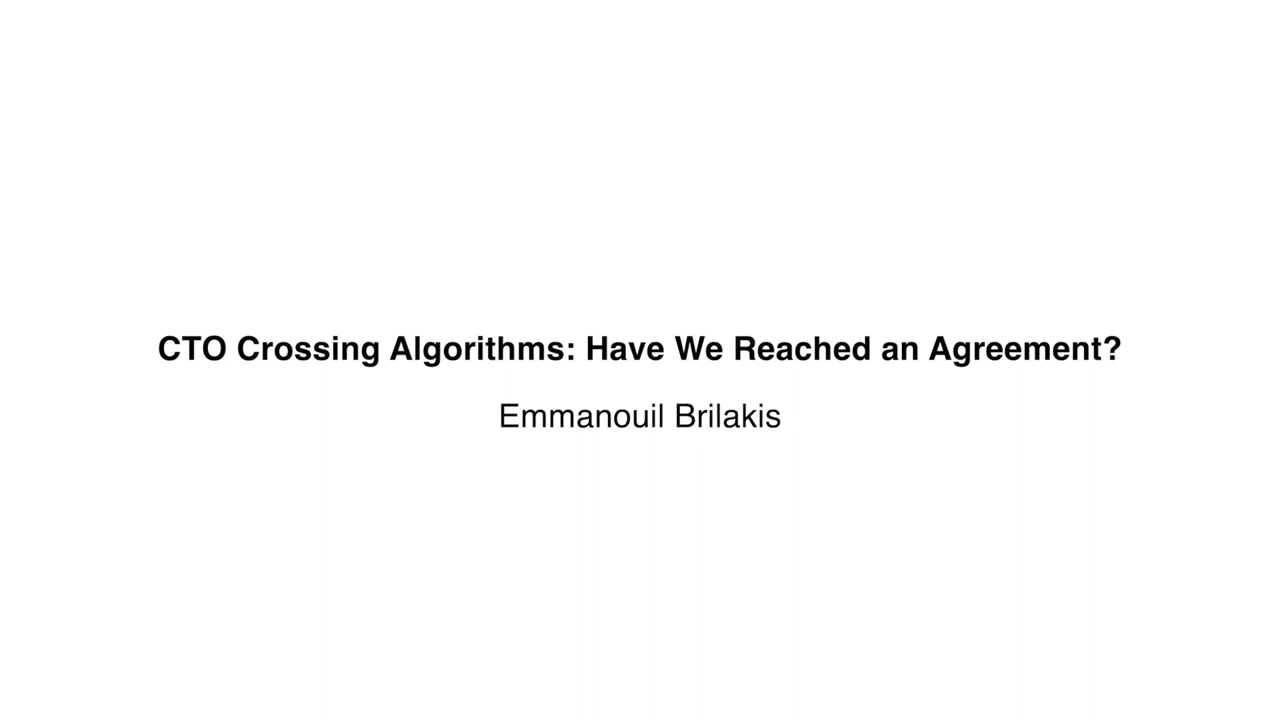 CTO Crossing Algorithms: Have We Reached an Agreement?
Emmanouil Brilakis